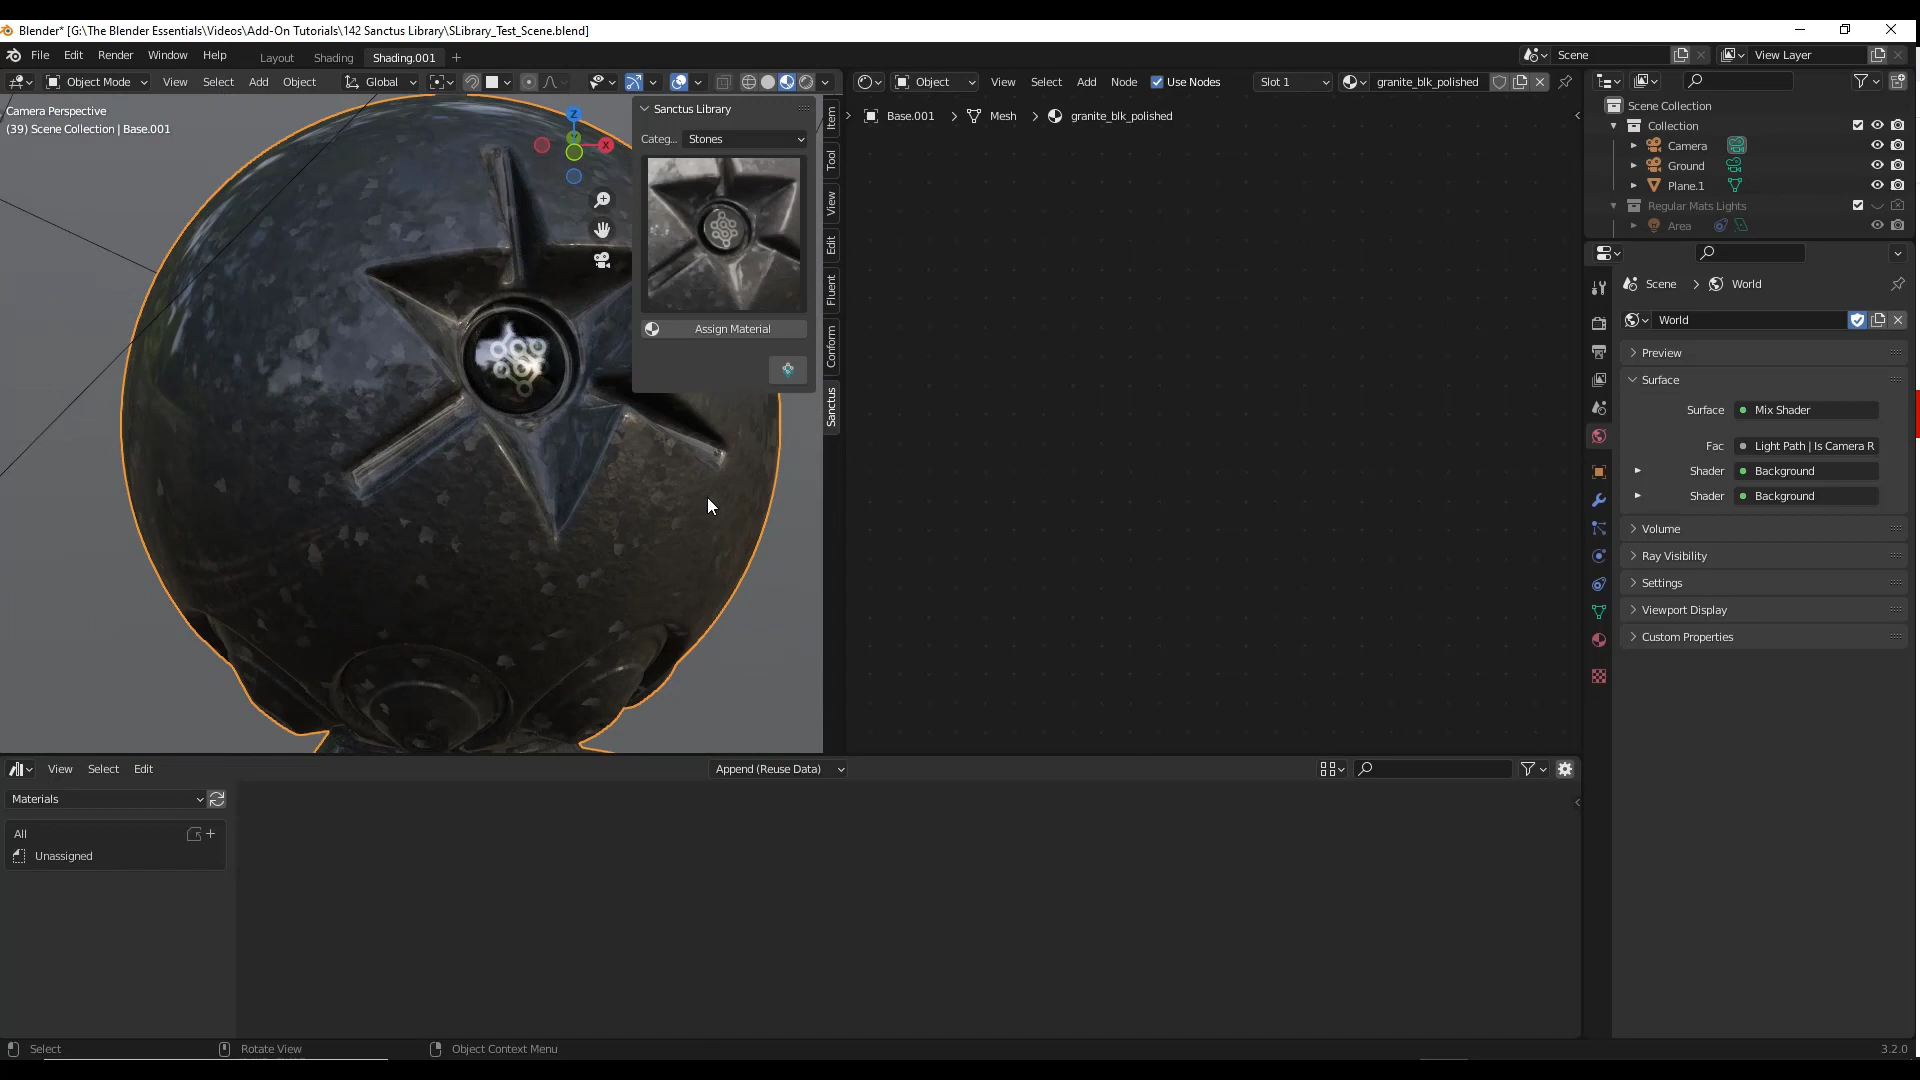 Blender* [G:\The Blender Essentials\Videos\Add-On Tutorials\142 Sanctus Library\SLibrary_Test_Scene.blend]
File Edit Render Window Help Layout Shading Shading.001 + Scene View Layer
Object Mode View Select Add Object Global Object View Select Add Node Use Nodes Slot 1 granite_blk_polished
Camera Perspective
(39) Scene Collection | Base.001
Sanctus Library
Categ... Stones
Assign Material
Item
Tool
View
Edit
Fluent
Conform
Sanctus
X
Y
Z
Base.001 > Mesh > granite_blk_polished
Scene Collection
Collection
Camera
Ground
Plane.1
Regular Mats Lights
Area
Scene > World
World
Preview
Surface
Surface Mix Shader
Fac Light Path | Is Camera R
Shader Background
Shader Background
Volume
Ray Visibility
Settings
Viewport Display
Custom Properties
View Select Edit Append (Reuse Data)
Materials
All
Unassigned
Select Rotate View Object Context Menu 3.2.0